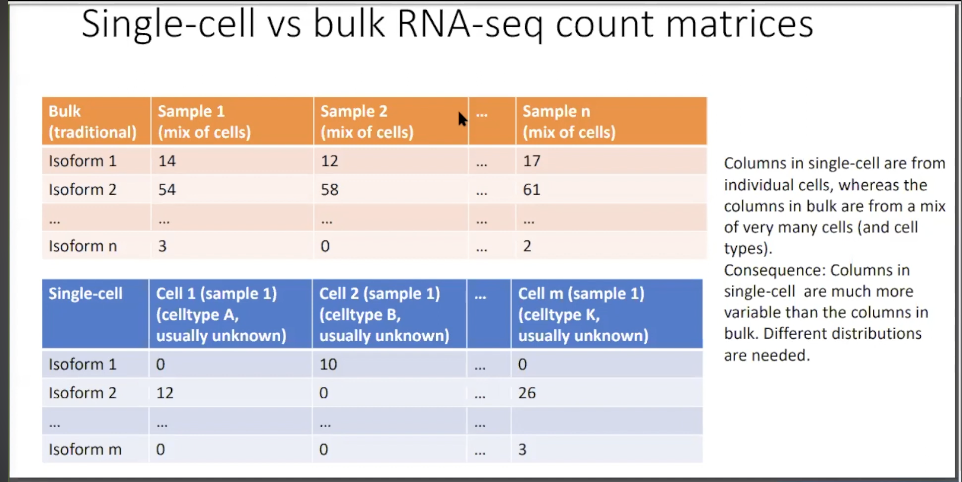 Single-cell vs bulk RNA-seq count matrices
Bulk (traditional) Sample 1 (mix of cells) Sample 2 (mix of cells) ... Sample n (mix of cells)
Isoform 1 14 12 ... 17
Isoform 2 54 58 ... 61
... ... ... ... ...
Isoform n 3 0 ... 2
Single-cell Cell 1 (sample 1) (celltype A, usually unknown) Cell 2 (sample 1) (celltype B, usually unknown) ... Cell m (sample 1) (celltype K, usually unknown)
Isoform 1 0 10 ... 0
Isoform 2 12 0 ... 26
... ... ... ...
Isoform m 0 0 ... 3
Columns in single-cell are from
individual cells, whereas the
columns in bulk are from a mix
of very many cells (and cell
types).
Consequence: Columns in
single-cell are much more
variable than the columns in
bulk. Different distributions
are needed.